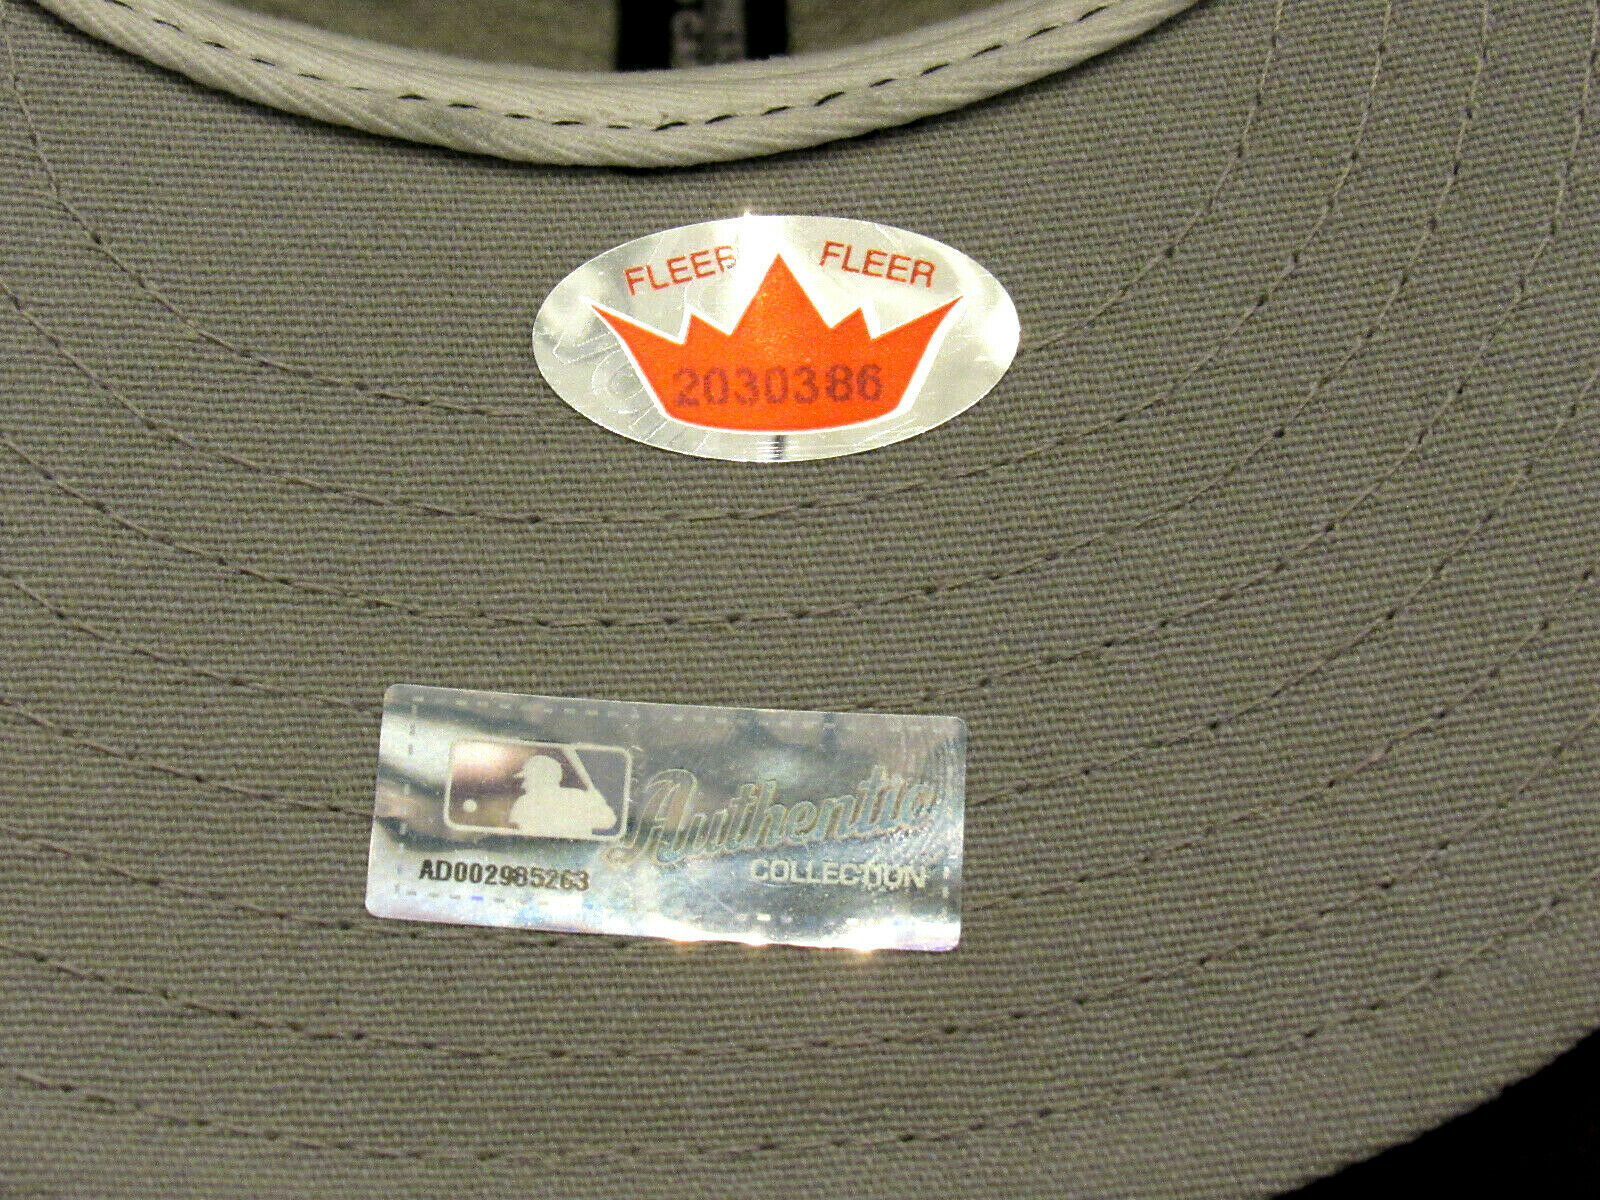 FLEER FLEER
2030386
Authentic
COLLECTION
AD002985263